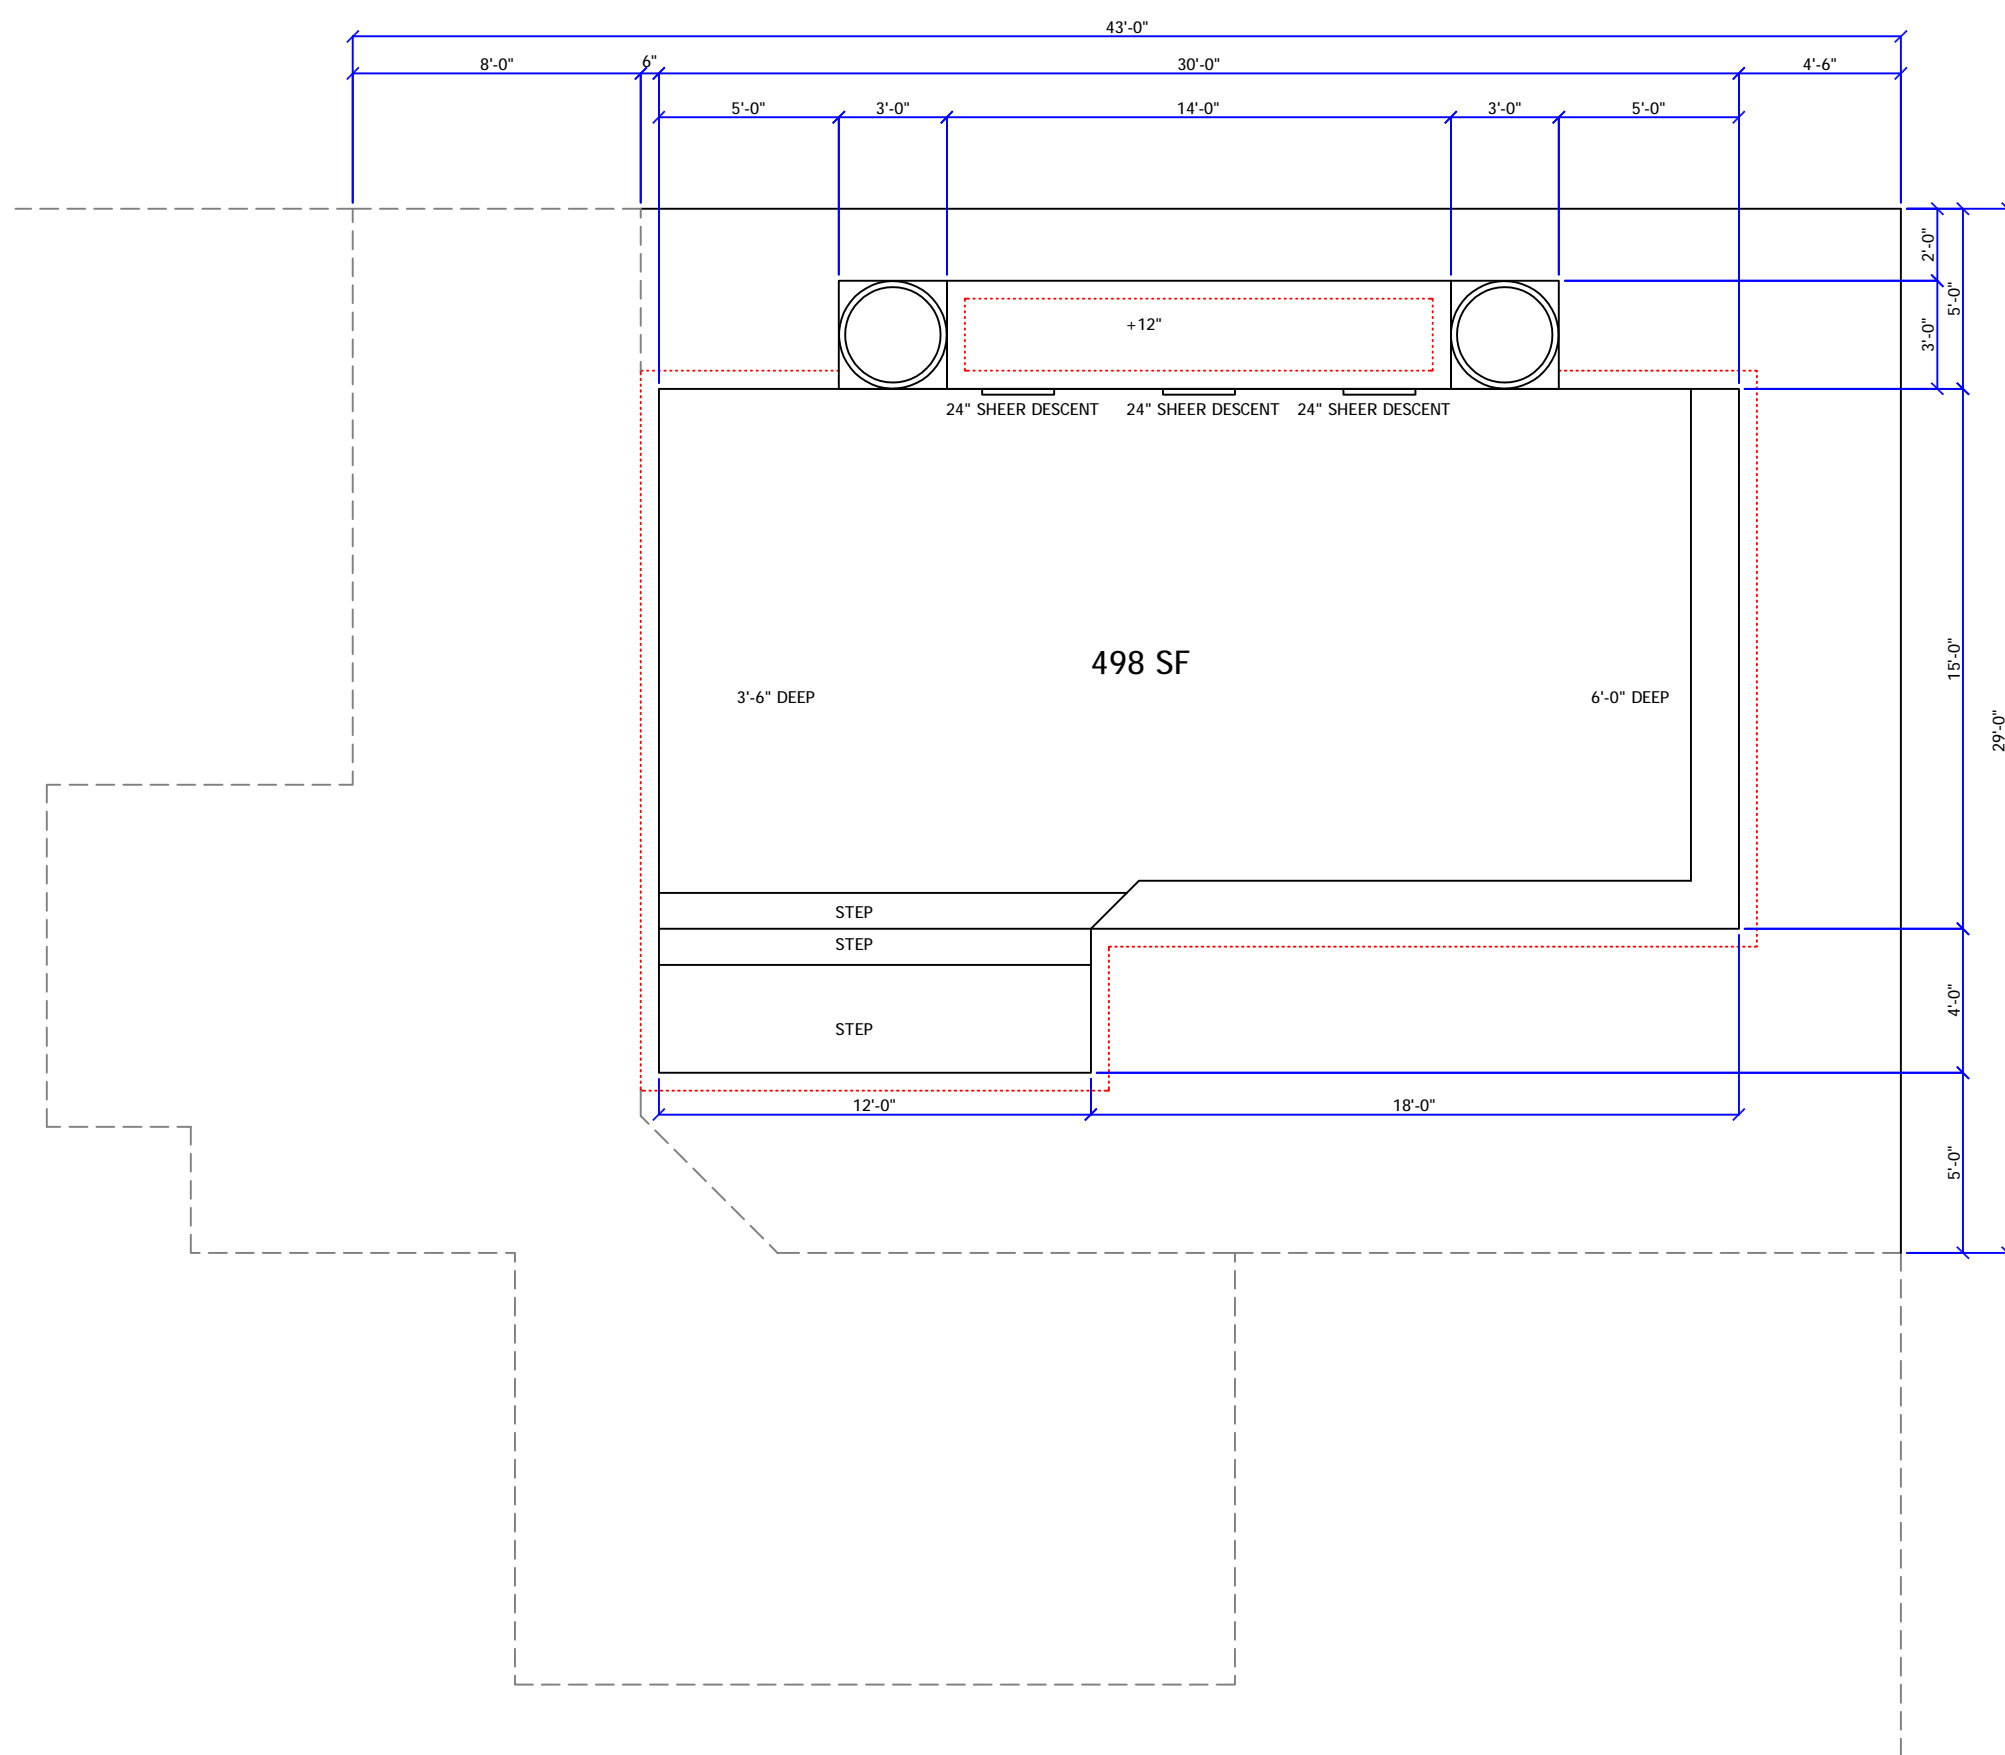 43'-0"
8'-0"
6"
30'-0"
4'-6"
5'-0"
3'-0"
14'-0"
3'-0"
5'-0"
2'-0"
5'-0"
3'-0"
+12"
24" SHEER DESCENT
24" SHEER DESCENT
24" SHEER DESCENT
498 SF
3'-6" DEEP
6'-0" DEEP
15'-0"
29'-0"
STEP
STEP
STEP
4'-0"
12'-0"
18'-0"
5'-0"